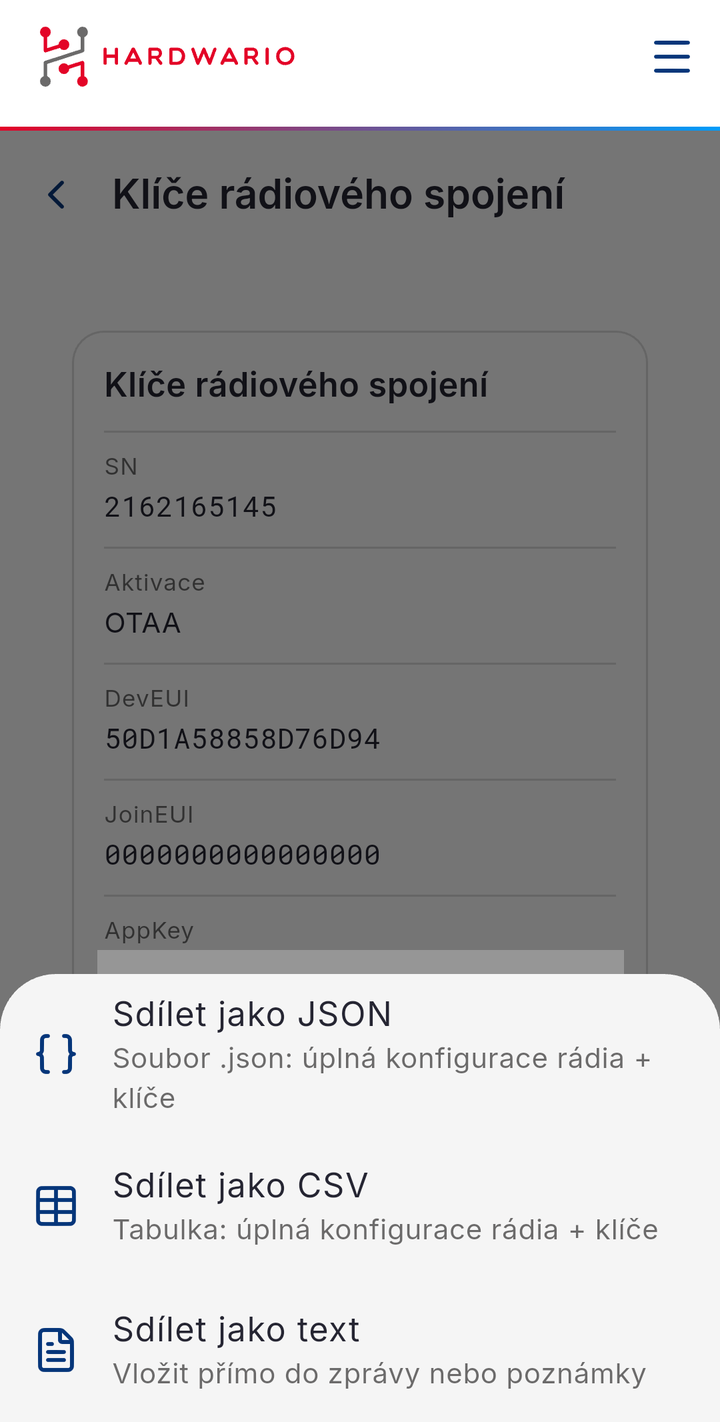 HARDWARIO
Klíče rádiového spojení
Klíče rádiového spojení
SN
2162165145
Aktivace
OTAA
DevEUI
50D1A58858D76D94
JoinEUI
0000000000000000
AppKey
Sdílet jako JSON
Soubor .json: úplná konfigurace rádia +
klíče
Sdílet jako CSV
Tabulka: úplná konfigurace rádia + klíče
Sdílet jako text
Vložit přímo do zprávy nebo poznámky